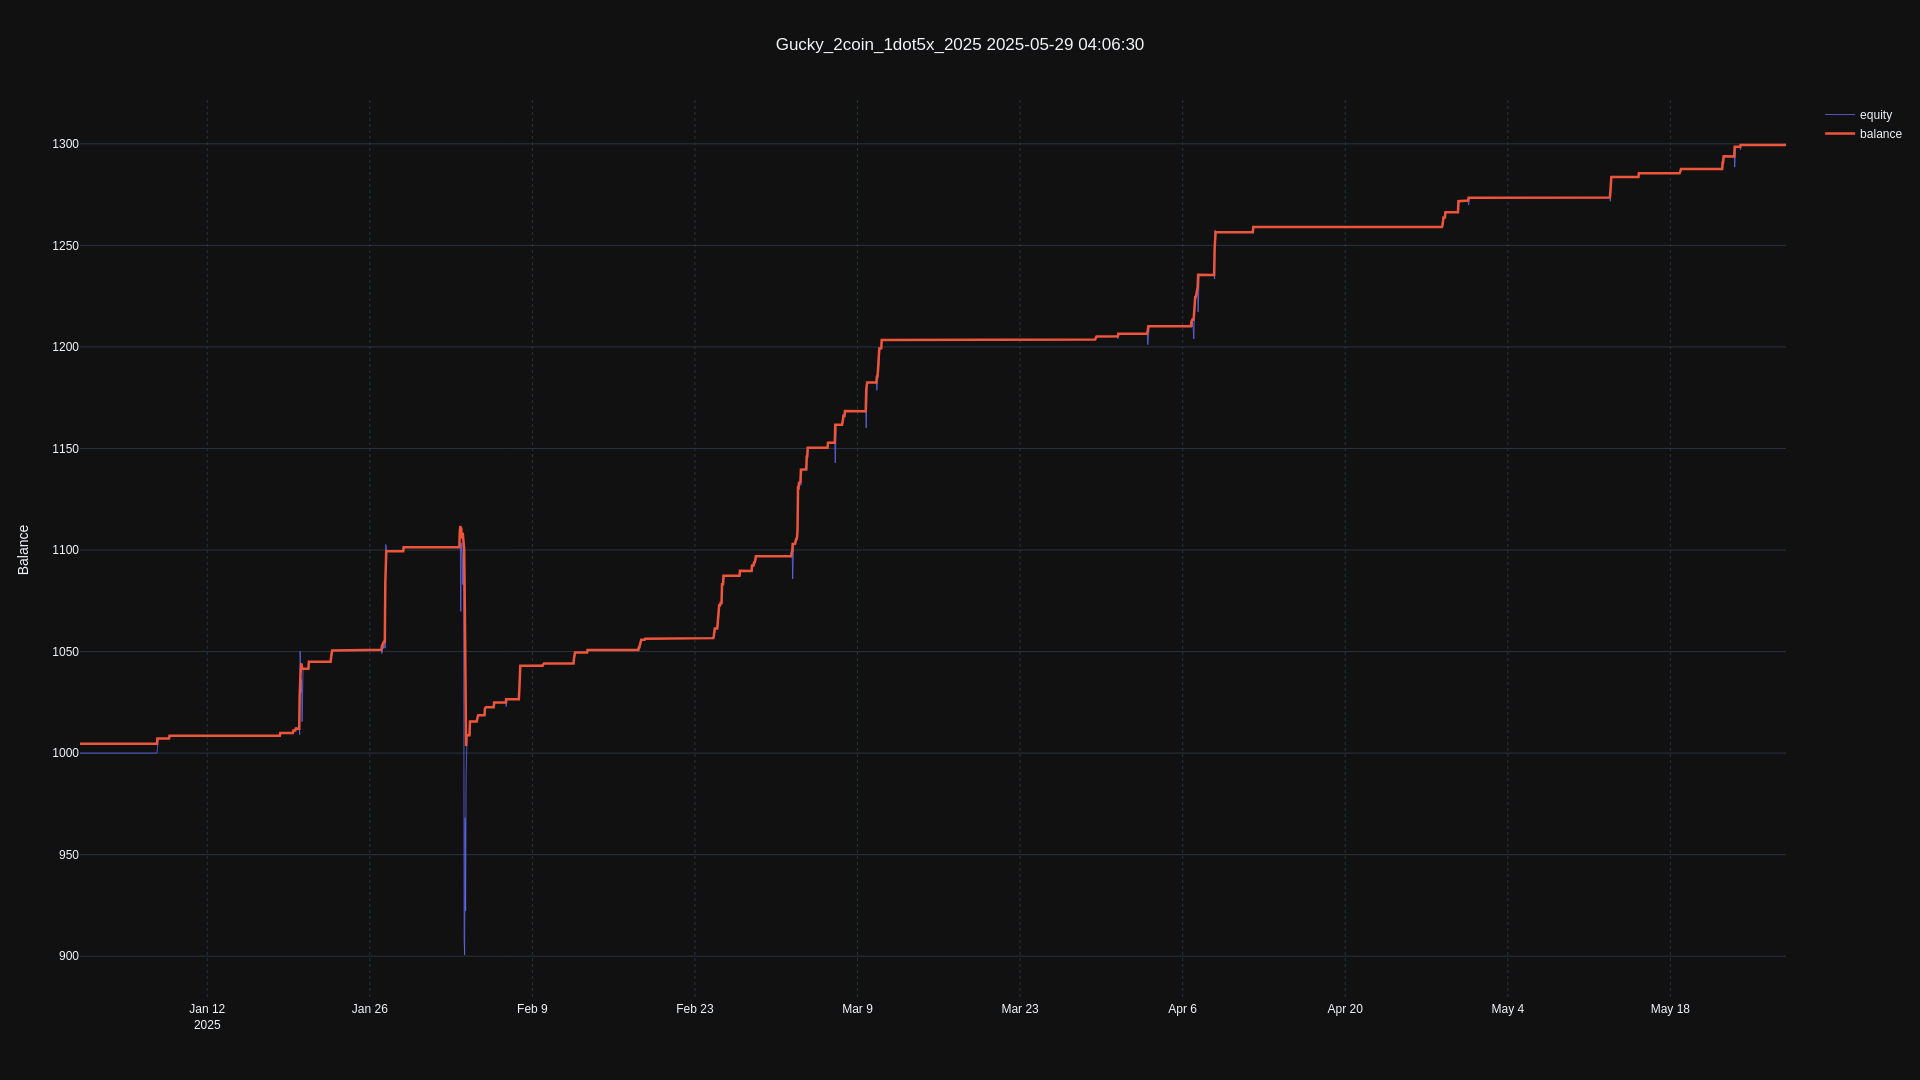 Gucky_2coin_1dot5x_2025 2025-05-29 04:06:30
equity
balance
1300
1250
1200
1150
1100
1050
1000
950
900
Balance
Jan 12
2025
Jan 26
Feb 9
Feb 23
Mar 9
Mar 23
Apr 6
Apr 20
May 4
May 18